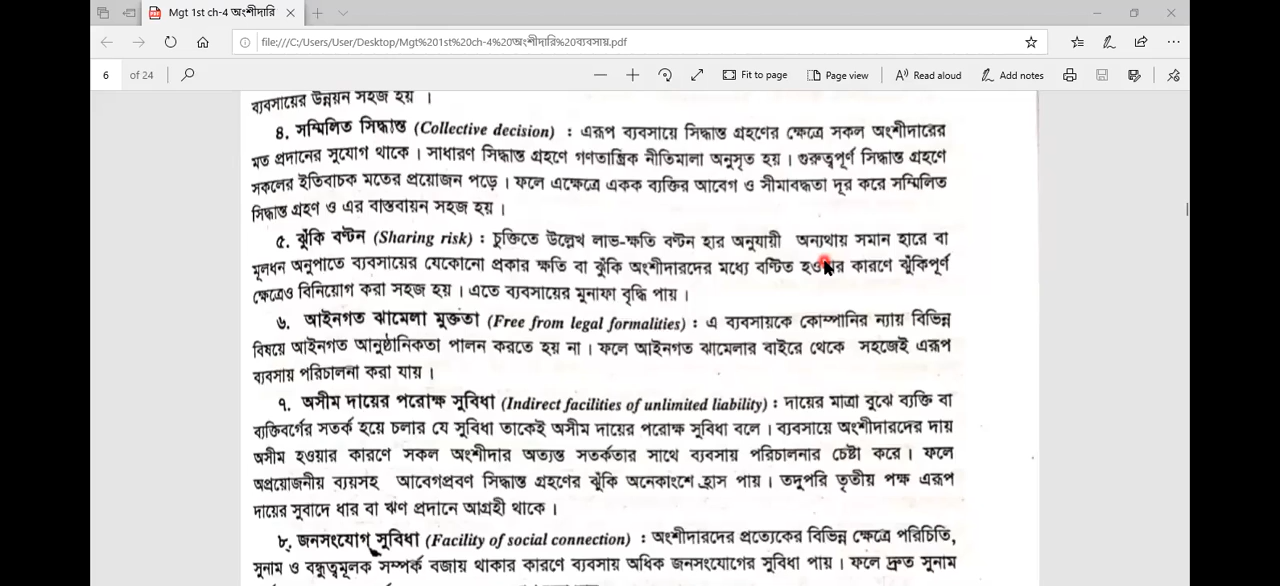 Mgt 1st ch-4 অংশীদারি
file:///C:/Users/User/Desktop/Mgt%201st%20ch-4%20অংশীদারি%20ব্যবসায়.pdf
6 of 24 Fit to page Page view Read aloud Add notes
ব্যবসায়ের উন্নয়ন সহজ হয় ।
৪. সম্মিলিত সিদ্ধান্ত (Collective decision) : এরূপ ব্যবসায়ে সিদ্ধান্ত গ্রহণের ক্ষেত্রে সকল অংশীদারের
মত প্রদানের সুযোগ থাকে । সাধারণ সিদ্ধান্ত গ্রহণে গণতান্ত্রিক নীতিমালা অনুসৃত হয় । গুরুত্বপূর্ণ সিদ্ধান্ত গ্রহণে
সকলের ইতিবাচক মতের প্রয়োজন পড়ে । ফলে এক্ষেত্রে একক ব্যক্তির আবেগ ও সীমাবদ্ধতা দূর করে সম্মিলিত
সিদ্ধান্ত গ্রহণ ও এর বাস্তবায়ন সহজ হয় ।
৫. ঝুঁকি বণ্টন (Sharing risk) : চুক্তিতে উল্লেখ লাভ-ক্ষতি বণ্টন হার অনুযায়ী অন্যথায় সমান হারে বা
মূলধন অনুপাতে ব্যবসায়ের যেকোনো প্রকার ক্ষতি বা ঝুঁকি অংশীদারদের মধ্যে বণ্টিত হওয়ার কারণে ঝুঁকিপূর্ণ
ক্ষেত্রেও বিনিয়োগ করা সহজ হয় । এতে ব্যবসায়ের মুনাফা বৃদ্ধি পায় ।
৬. আইনগত ঝামেলা মুক্ততা (Free from legal formalities) : এ ব্যবসায়কে কোম্পানির ন্যায় বিভিন্ন
বিষয়ে আইনগত আনুষ্ঠানিকতা পালন করতে হয় না । ফলে আইনগত ঝামেলার বাইরে থেকে সহজেই এরূপ
ব্যবসায় পরিচালনা করা যায় ।
৭. অসীম দায়ের পরোক্ষ সুবিধা (Indirect facilities of unlimited liability) : দায়ের মাত্রা বুঝে ব্যক্তি বা
ব্যক্তিবর্গের সতর্ক হয়ে চলার যে সুবিধা তাকেই অসীম দায়ের পরোক্ষ সুবিধা বলে । ব্যবসায়ে অংশীদারদের দায়
অসীম হওয়ার কারণে সকল অংশীদার অত্যন্ত সতর্কতার সাথে ব্যবসায় পরিচালনার চেষ্টা করে । ফলে
অপ্রয়োজনীয় ব্যয়সহ আবেগপ্রবণ সিদ্ধান্ত গ্রহণের ঝুঁকি অনেকাংশে হ্রাস পায় । তদুপরি তৃতীয় পক্ষ এরূপ
দায়ের সুবাদে ধার বা ঋণ প্রদানে আগ্রহী থাকে ।
৮. জনসংযোগ সুবিধা (Facility of social connection) : অংশীদারদের প্রত্যেকের বিভিন্ন ক্ষেত্রে পরিচিতি,
সুনাম ও বন্ধুত্বমূলক সম্পর্ক বজায় থাকার কারণে ব্যবসায় অধিক জনসংযোগের সুবিধা পায় । ফলে দ্রুত সুনাম